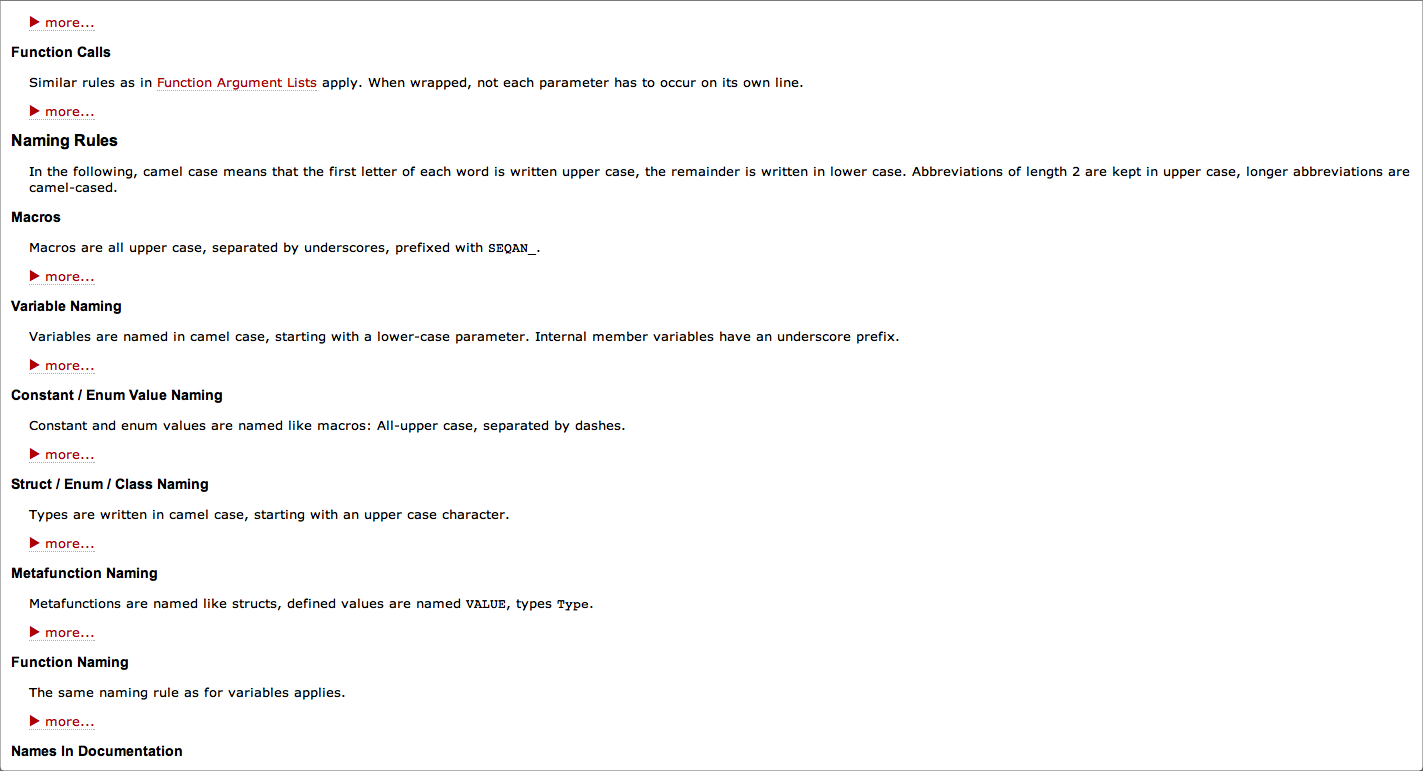 ▶ more...
Function Calls
Similar rules as in Function Argument Lists apply. When wrapped, not each parameter has to occur on its own line.
▶ more...
Naming Rules
In the following, camel case means that the first letter of each word is written upper case, the remainder is written in lower case. Abbreviations of length 2 are kept in upper case, longer abbreviations are
camel-cased.
Macros
Macros are all upper case, separated by underscores, prefixed with SEQAN_.
▶ more...
Variable Naming
Variables are named in camel case, starting with a lower-case parameter. Internal member variables have an underscore prefix.
▶ more...
Constant / Enum Value Naming
Constant and enum values are named like macros: All-upper case, separated by dashes.
▶ more...
Struct / Enum / Class Naming
Types are written in camel case, starting with an upper case character.
▶ more...
Metafunction Naming
Metafunctions are named like structs, defined values are named VALUE, types Type.
▶ more...
Function Naming
The same naming rule as for variables applies.
▶ more...
Names In Documentation